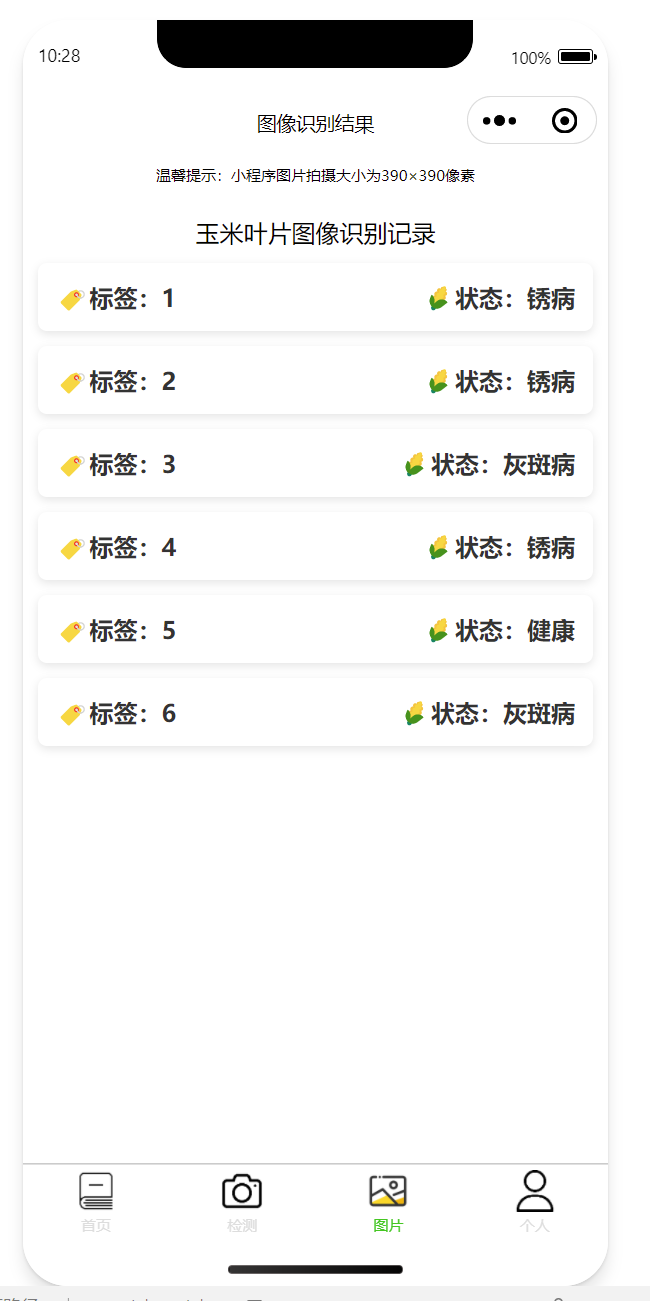 10:28
100%
图像识别结果
温馨提示：小程序图片拍摄大小为390×390像素
玉米叶片图像识别记录
标签：1 状态：锈病
标签：2 状态：锈病
标签：3 状态：灰斑病
标签：4 状态：锈病
标签：5 状态：健康
标签：6 状态：灰斑病
首页 检测 图片 个人